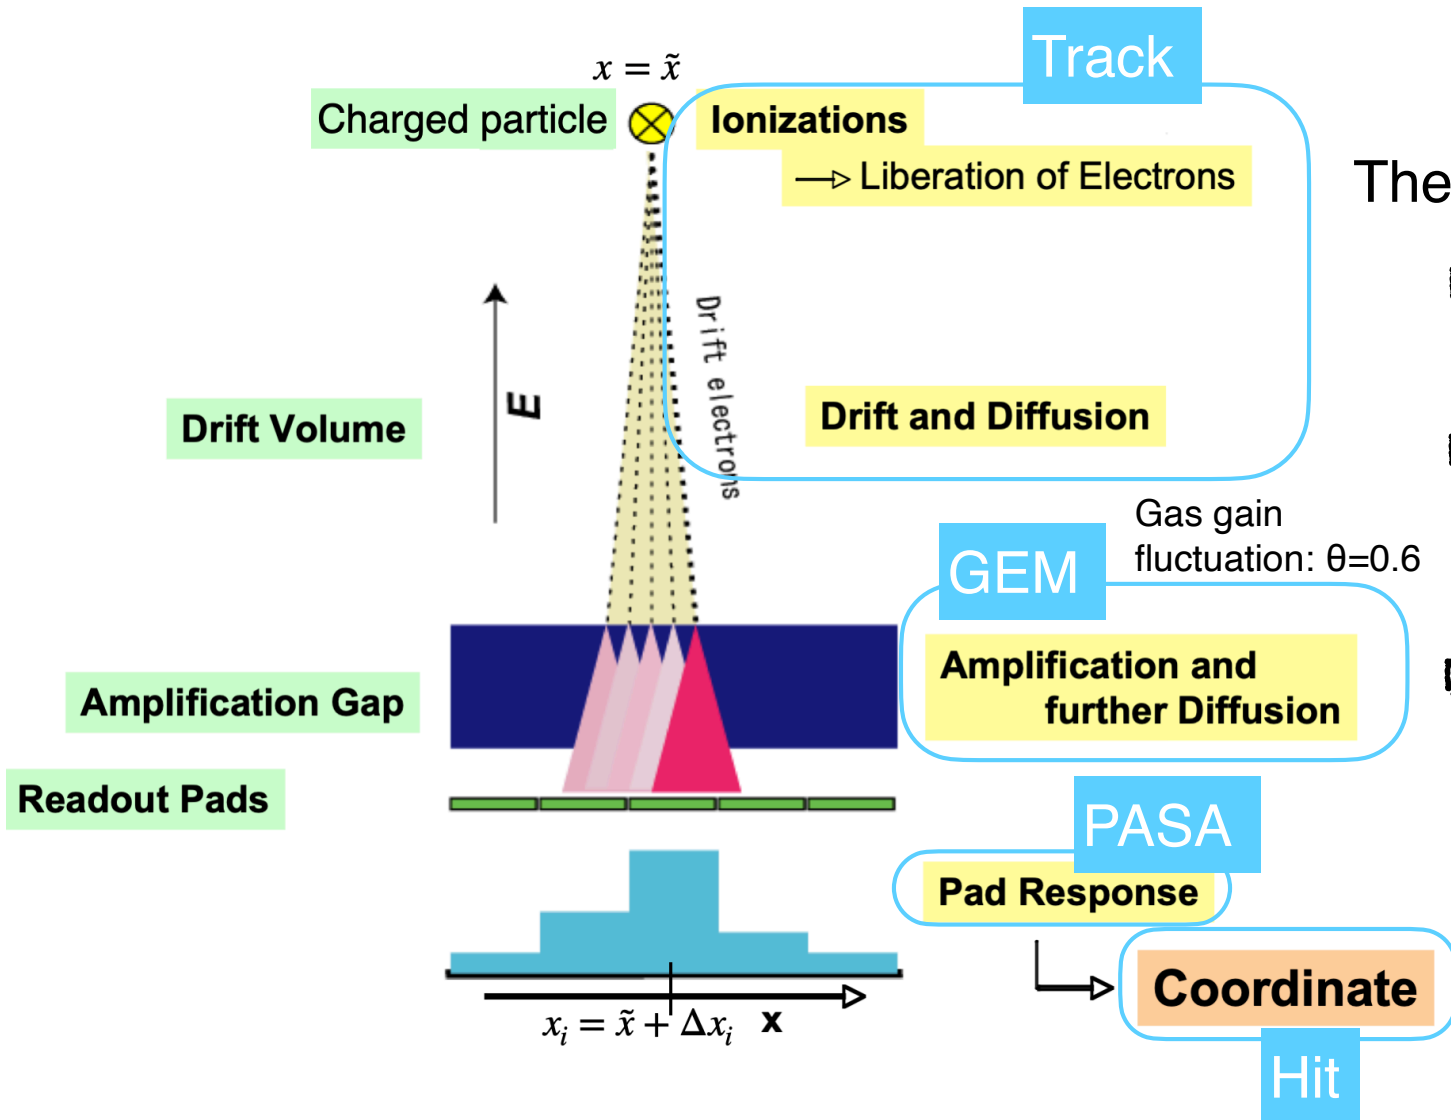 Track
x = x̃
Charged particle
Ionizations
Liberation of Electrons
The
E
Drift electrons
Drift Volume
Drift and Diffusion
Gas gain
fluctuation: θ=0.6
GEM
Amplification and
further Diffusion
Amplification Gap
Readout Pads
PASA
Pad Response
Coordinate
xᵢ = x̃ + Δxᵢ x
Hit